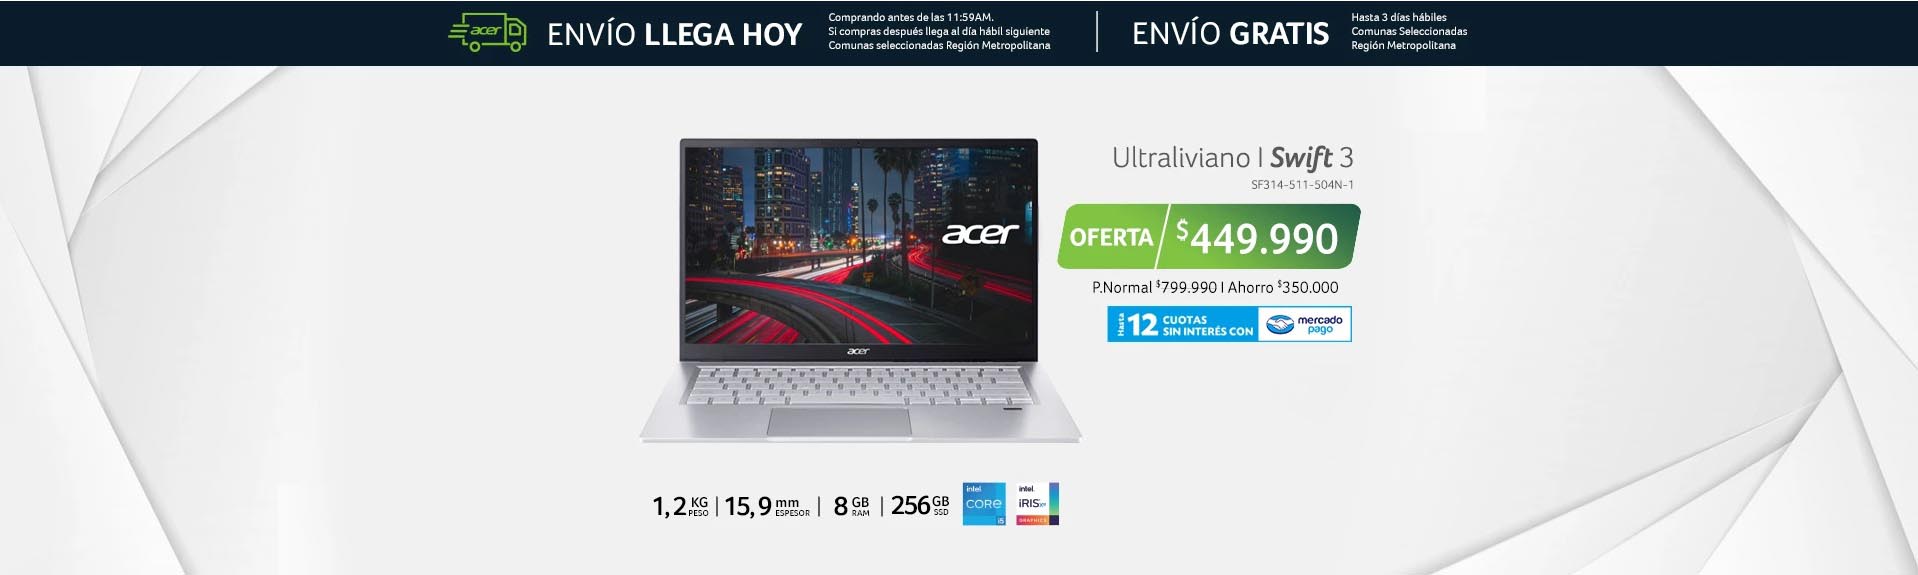 acer
ENVÍO LLEGA HOY
Comprando antes de las 11:59AM.
Si compras después llega al día hábil siguiente
Comunas seleccionadas Región Metropolitana
ENVÍO GRATIS
Hasta 3 días hábiles
Comunas Seleccionadas
Región Metropolitana
acer
acer
Ultraliviano | Swift 3
SF314-511-504N-1
OFERTA $449.990
P.Normal $799.990 | Ahorro $350.000
Hasta 12 CUOTAS
SIN INTERÉS CON
mercado
pago
1,2 KG PESO | 15,9 mm ESPESOR | 8 GB RAM | 256 GB SSD
intel
CORE
i5
intel.
iRIS Xe
GRAPHICS